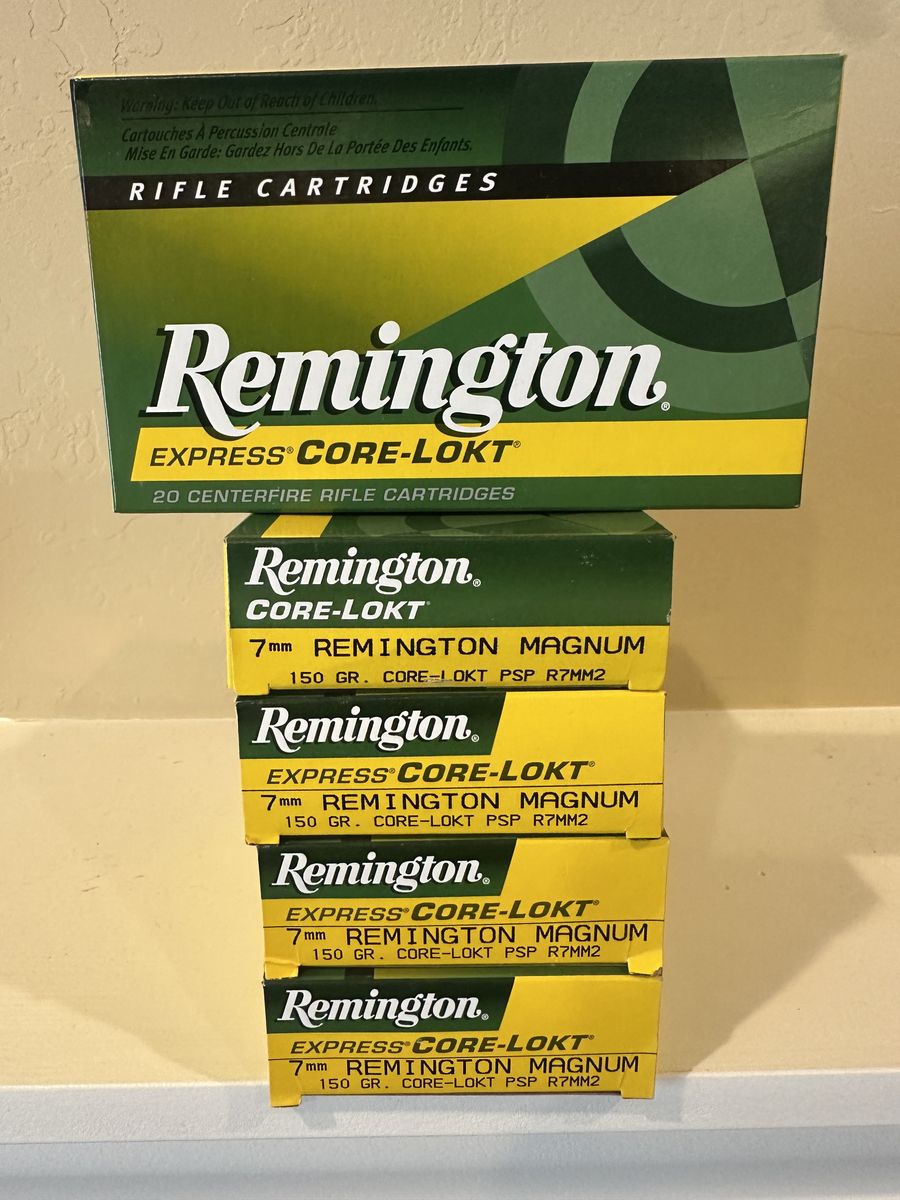 Warning: Keep Out of Reach of Children.
Cartouches À Percussion Centrale
Mise En Garde: Gardez Hors De La Portée Des Enfants.
RIFLE CARTRIDGES
Remington®
EXPRESS® CORE-LOKT®
20 CENTERFIRE RIFLE CARTRIDGES
Remington®
CORE-LOKT®
7mm REMINGTON MAGNUM
150 GR. CORE-LOKT PSP R7MM2
Remington®
EXPRESS® CORE-LOKT®
7mm REMINGTON MAGNUM
150 GR. CORE-LOKT PSP R7MM2
Remington®
EXPRESS® CORE-LOKT®
7mm REMINGTON MAGNUM
150 GR. CORE-LOKT PSP R7MM2
Remington®
EXPRESS® CORE-LOKT®
7mm REMINGTON MAGNUM
150 GR. CORE-LOKT PSP R7MM2